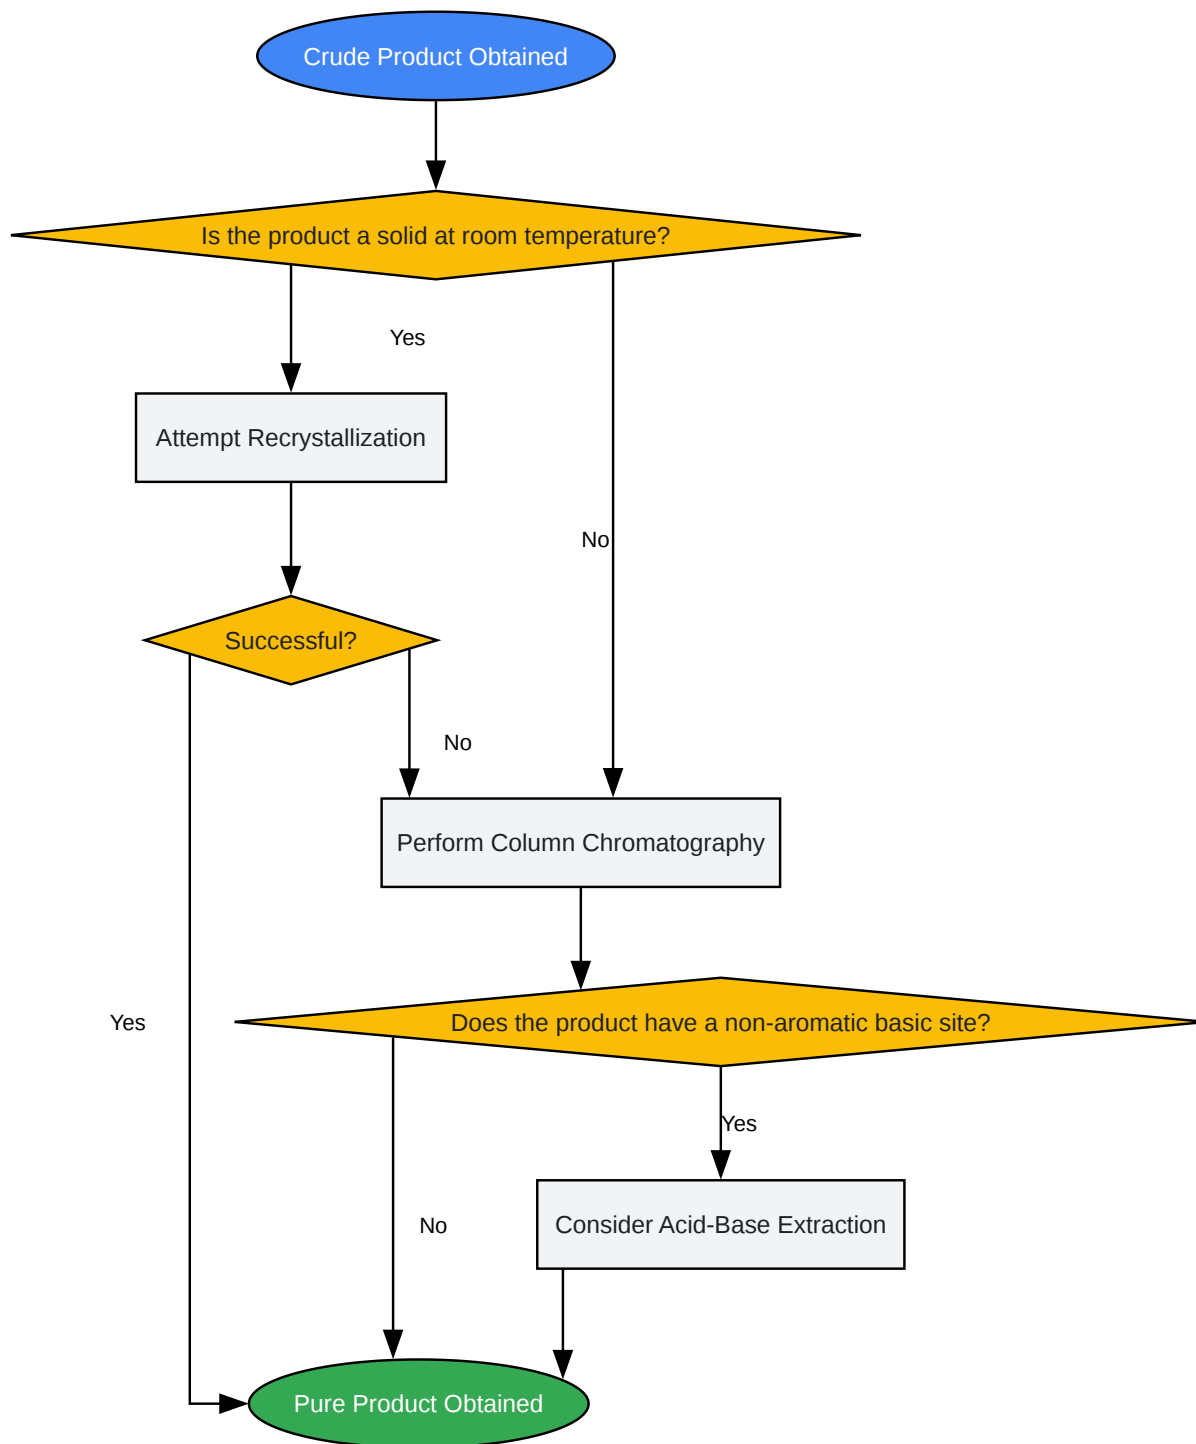 Crude Product Obtained
Is the product a solid at room temperature?
Yes
Attempt Recrystallization
No
Successful?
No
Perform Column Chromatography
Yes
Does the product have a non-aromatic basic site?
Yes
No
Consider Acid-Base Extraction
Pure Product Obtained